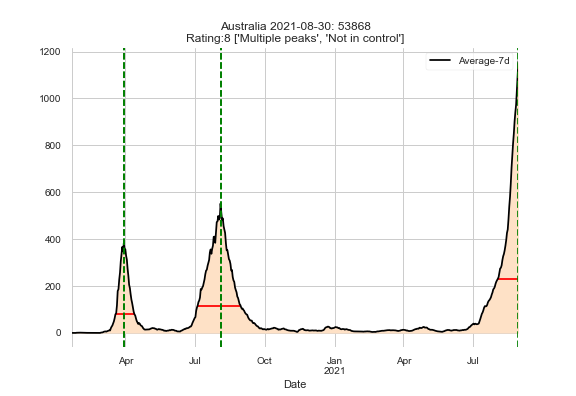 Australia 2021-08-30: 53868
Rating:8 ['Multiple peaks', 'Not in control']
Average-7d
1200
1000
800
600
400
200
0
Apr Jul Oct Jan Apr Jul
2021
Date